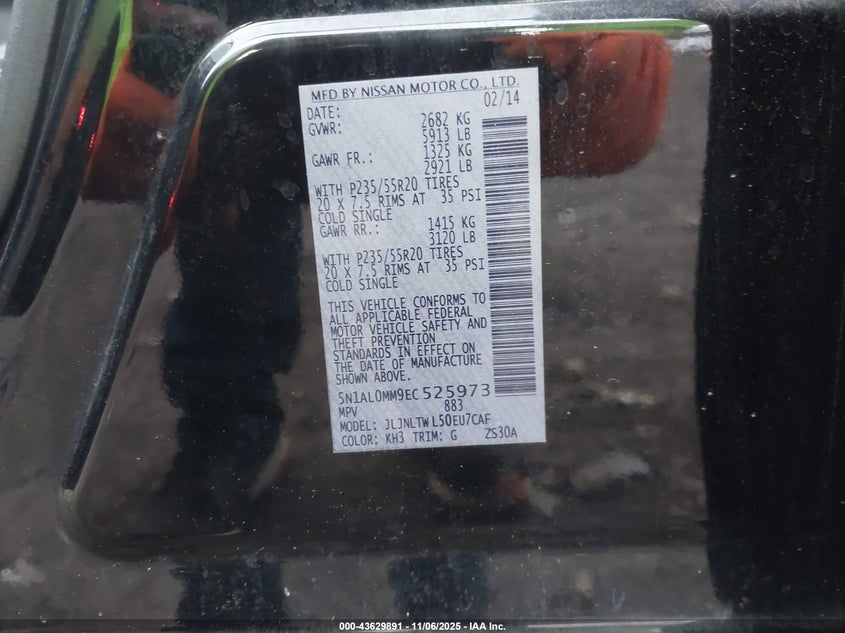 MFD BY NISSAN MOTOR CO., LTD.
DATE: 02/14
GVWR: 2682 KG
5913 LB
GAWR FR.: 1325 KG
2921 LB
WITH P235/55R20 TIRES
20 X 7.5 RIMS AT 35 PSI
COLD SINGLE
GAWR RR.: 1415 KG
3120 LB
WITH P235/55R20 TIRES
20 X 7.5 RIMS AT 35 PSI
COLD SINGLE
THIS VEHICLE CONFORMS TO
ALL APPLICABLE FEDERAL
MOTOR VEHICLE SAFETY AND
THEFT PREVENTION
STANDARDS IN EFFECT ON
THE DATE OF MANUFACTURE
SHOWN ABOVE.
5N1AL0MM9EC525973
MPV 883
MODEL: JLJNLTWL50EU7CAF
COLOR: KH3 TRIM: G ZS30A
000-43629891 - 11/06/2025 - IAA Inc.